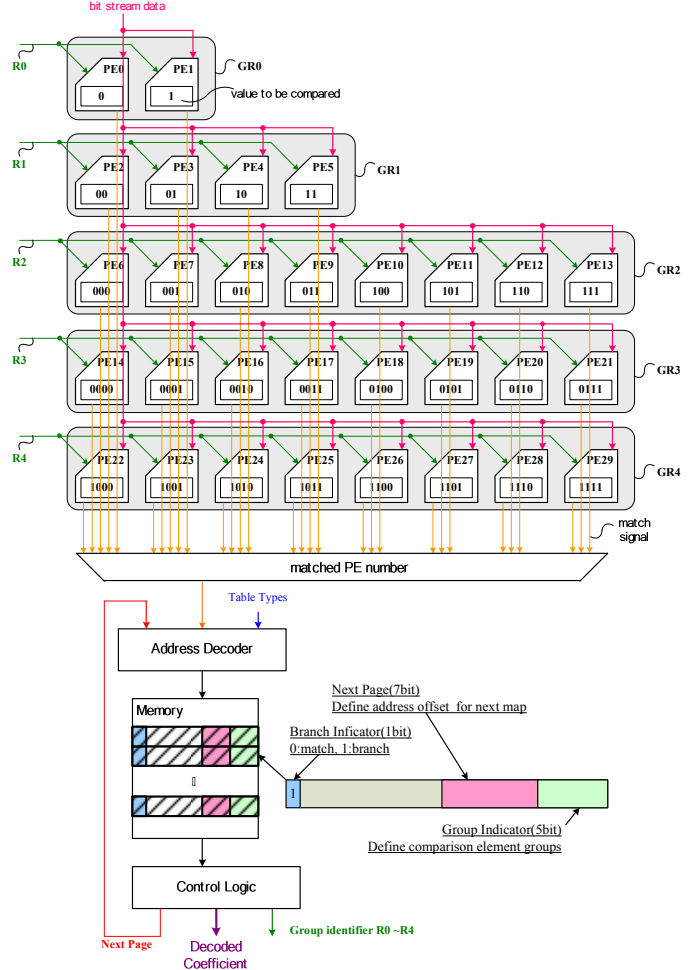 bit stream data
R0
PE0
PE1
GR0
0
1
value to be compared
R1
PE2
PE3
PE4
PE5
GR1
00
01
10
11
R2
PE6
PE7
PE8
PE9
PE10
PE11
PE12
PE13
GR2
000
001
010
011
100
101
110
111
R3
PE14
PE15
PE16
PE17
PE18
PE19
PE20
PE21
GR3
0000
0001
0010
0011
0100
0101
0110
0111
R4
PE22
PE23
PE24
PE25
PE26
PE27
PE28
PE29
GR4
1000
1001
1010
1011
1100
1101
1110
1111
match
signal
matched PE number
Table Types
Address Decoder
Memory
Next Page(7bit)
Define address offset for next map
Branch Inficator(1bit)
0:match, 1:branch
1
Group Indicator(5bit)
Define comparison element groups
Control Logic
Next Page
Group identifier R0 ~R4
Decoded
Coefficient